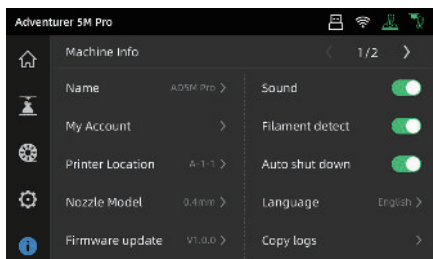 Adventurer 5M Pro
Machine Info
1/2
Name AD5M Pro
Sound
My Account
Filament detect
Printer Location A-1-1
Auto shut down
Nozzle Model 0.4mm
Language English
Firmware update V1.0.0
Copy logs